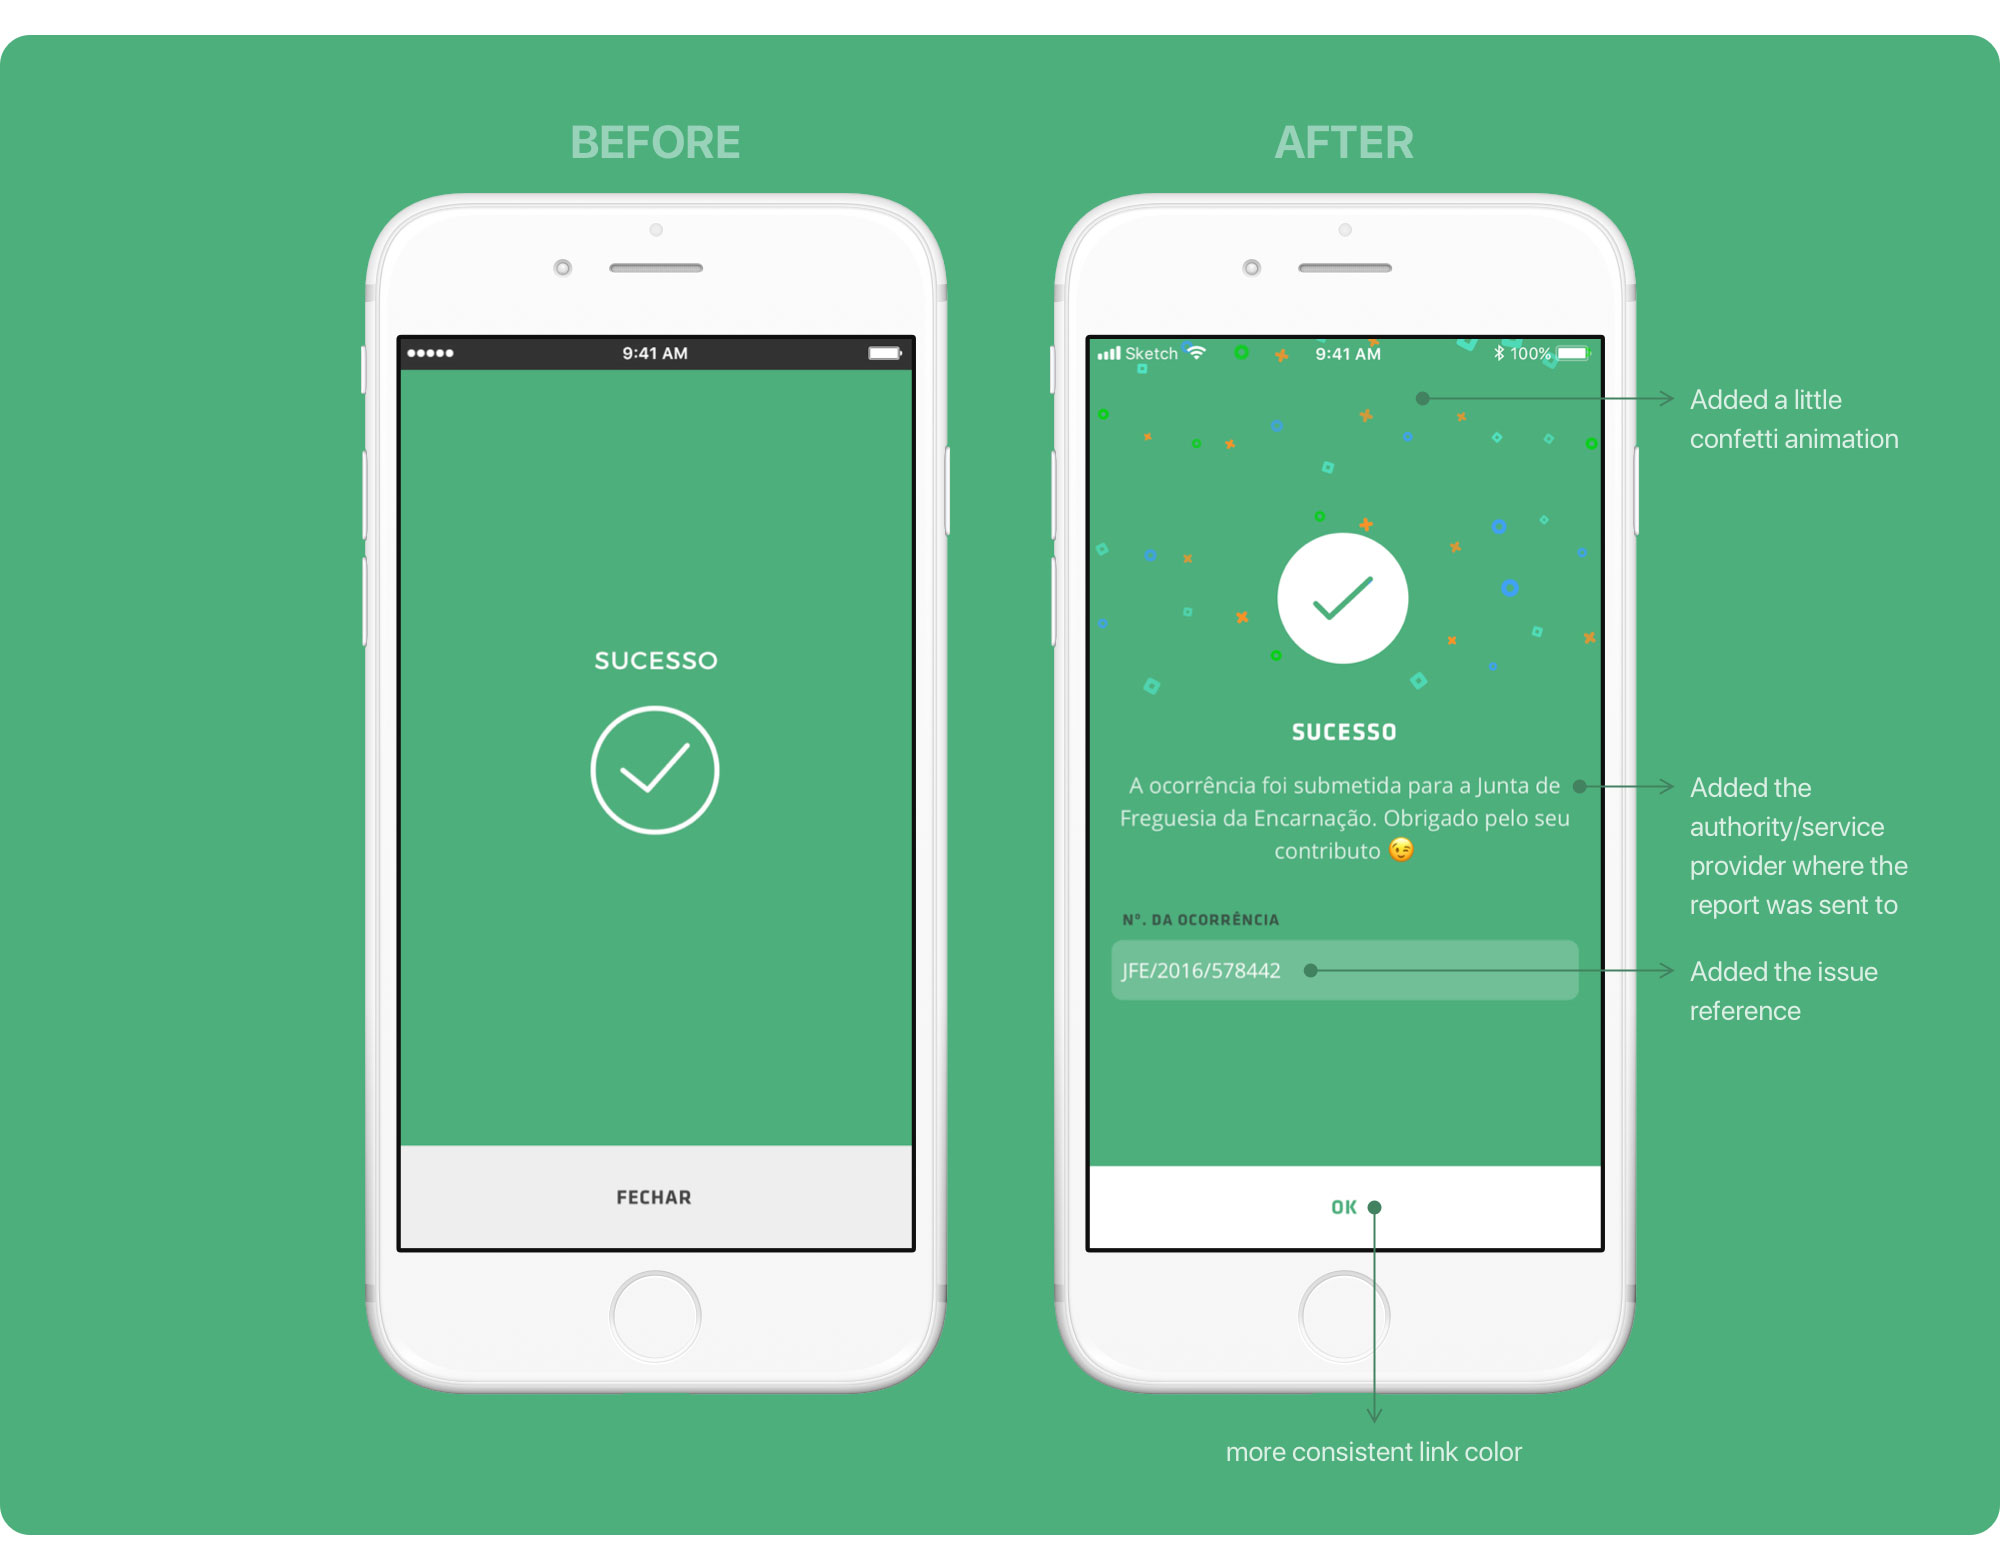 BEFORE
AFTER
9:41 AM
SUCESSO
FECHAR
Sketch 9:41 AM 100%
SUCESSO
A ocorrência foi submetida para a Junta de
Freguesia da Encarnação. Obrigado pelo seu
contributo 😉
Nº. DA OCORRÊNCIA
JFE/2016/578442
OK
Added a little
confetti animation
Added the
authority/service
provider where the
report was sent to
Added the issue
reference
more consistent link color